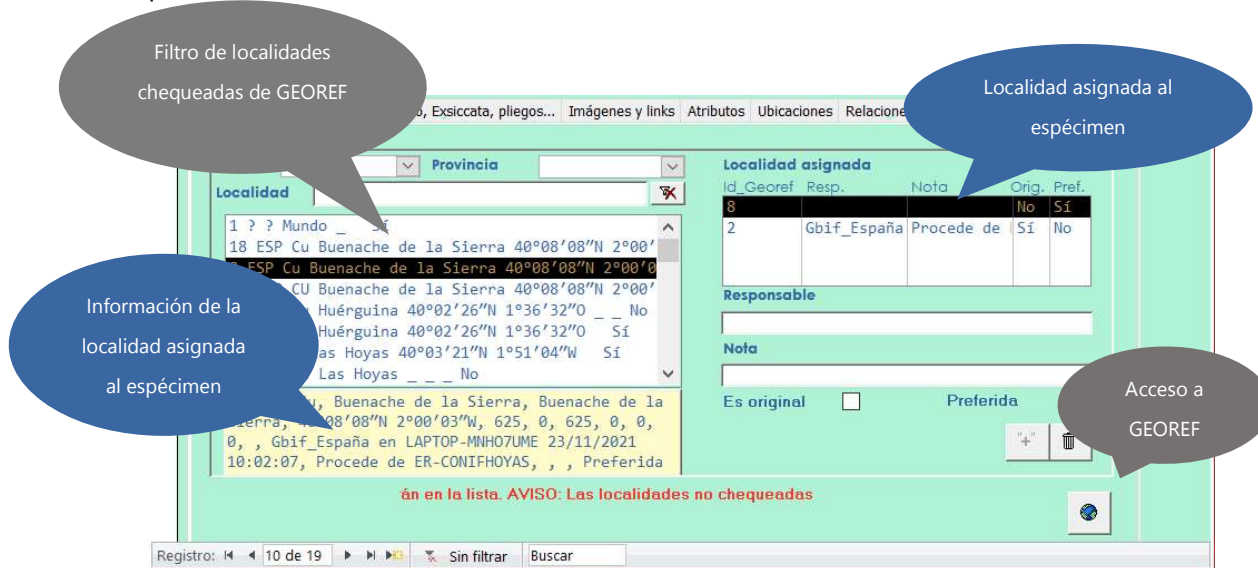 Filtro de localidades
chequeadas de GEOREF
Localidad asignada al
espécimen
Exsiccata, pliegos... Imágenes y links Atributos Ubicaciones
Provincia
Localidad
1 ? ? Mundo _ Sí
18 ESP Cu Buenache de la Sierra 40°08'08"N 2°00'
ESP Cu Buenache de la Sierra 40°08'08"N 2°00'0
CU Buenache de la Sierra 40°08'08"N 2°00'
Huérguina 40°02'26"N 1°36'32"O _ _ No
Huérguina 40°02'26"N 1°36'32"O Sí
as Hoyas 40°03'21"N 1°51'04"W Sí
Las Hoyas _ _ _ No
Información de la
localidad asignada
al espécimen
, Buenache de la Sierra, Buenache de la
Sierra, 40°08'08"N 2°00'03"W, 625, 0, 625, 0, 0,
0, , Gbif_España en LAPTOP-MNHO7UME 23/11/2021
10:02:07, Procede de ER-CONIFHOYAS, , , Preferida
Localidad asignada
Id_Georef Resp. Nota Orig. Pref.
8 No Sí
2 Gbif_España Procede de Sí No
Responsable
Nota
Es original Preferida
"+"
Acceso a
GEOREF
án en la lista. AVISO: Las localidades no chequeadas
Registro: 10 de 19 Sin filtrar Buscar